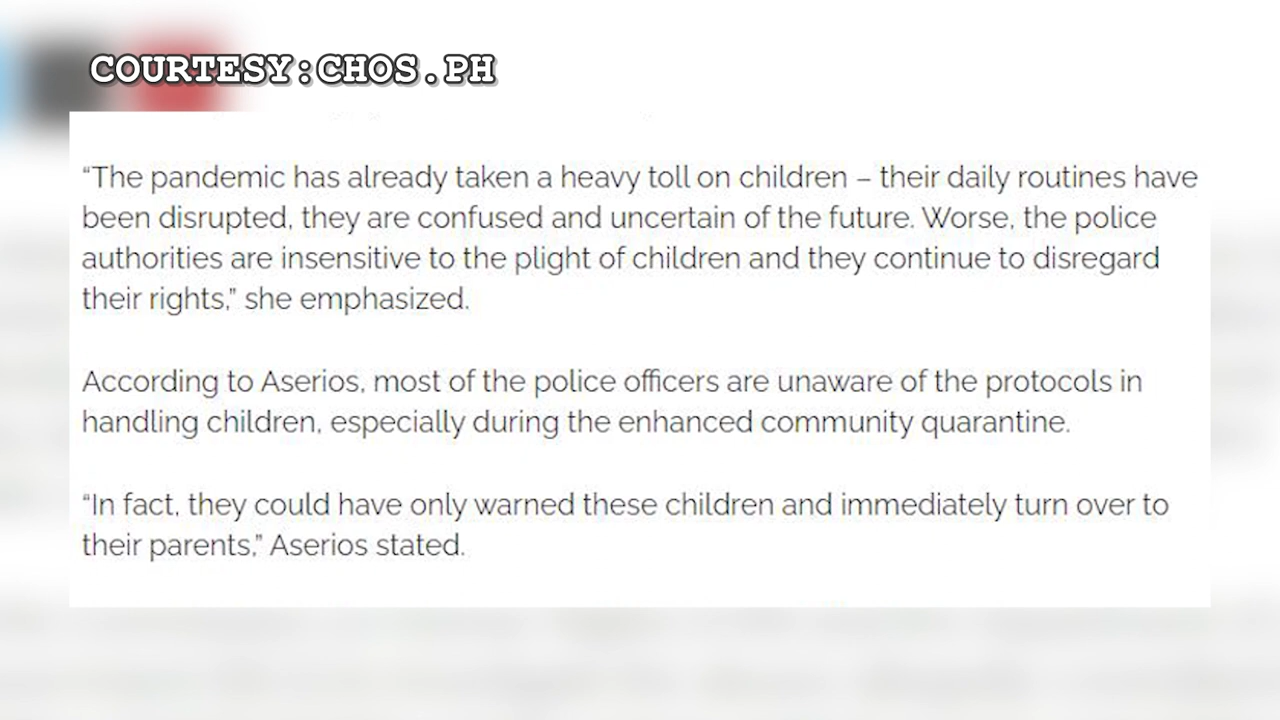 COURTESY:CHOS.PH
“The pandemic has already taken a heavy toll on children – their daily routines have
been disrupted, they are confused and uncertain of the future. Worse, the police
authorities are insensitive to the plight of children and they continue to disregard
their rights,” she emphasized.
According to Aserios, most of the police officers are unaware of the protocols in
handling children, especially during the enhanced community quarantine.
“In fact, they could have only warned these children and immediately turn over to
their parents,” Aserios stated.